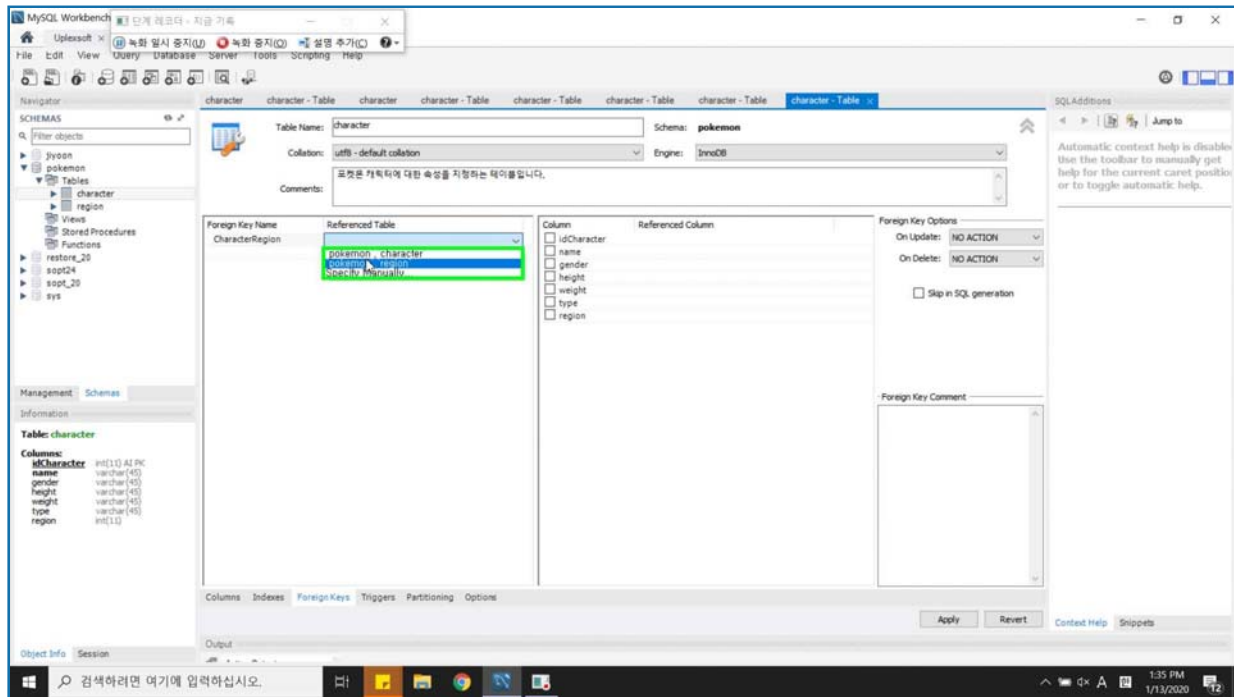 MySQL Workbench
단계 레코더 - 지금 기록
Uplexsoft
녹화 일시 중지(U) 녹화 중지(O) 설명 추가(C)
File Edit View Query Database Server Tools Scripting Help
Navigator
SCHEMAS
Filter objects
jiyoon
pokemon
Tables
character
region
Views
Stored Procedures
Functions
restore_20
sopt24
sopt_20
sys
Management Schemas
Information
Table: character
Columns:
idCharacter int(11) AI PK
name varchar(45)
gender varchar(45)
height varchar(45)
weight varchar(45)
type varchar(45)
region int(11)
Object Info Session
character character - Table character character - Table character - Table character - Table character - Table character - Table
Table Name: character Schema: pokemon
Collation: utf8 - default collation Engine: InnoDB
Comments: 포켓몬 캐릭터에 대한 속성을 지정하는 테이블입니다.
Foreign Key Name Referenced Table
CharacterRegion
pokemon . character
region
Specify Manually...
Column Referenced Column
idCharacter
name
gender
height
weight
type
region
Foreign Key Options
On Update: NO ACTION
On Delete: NO ACTION
Skip in SQL generation
Foreign Key Comment
Columns Indexes Foreign Keys Triggers Partitioning Options
Apply Revert
Output
SQLAdditions
Jump to
Automatic context help is disable
Use the toolbar to manually get
help for the current caret positio
or to toggle automatic help.
Context Help Snippets
검색하려면 여기에 입력하십시오.
A
1:35 PM
1/13/2020
12